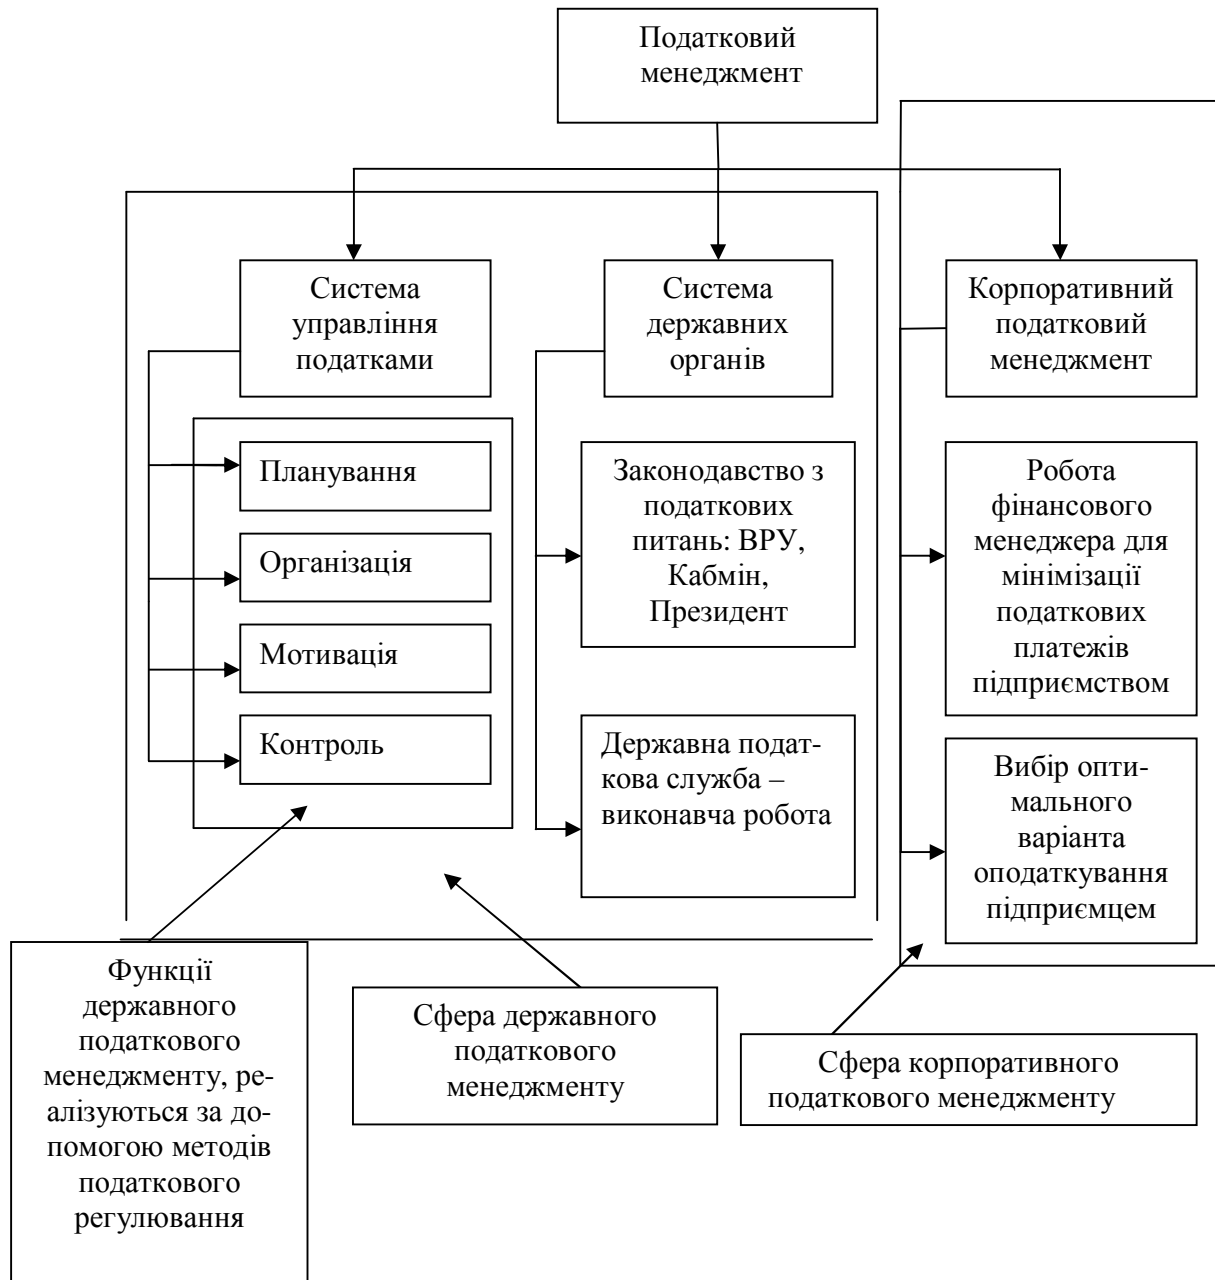 Податковий
менеджмент
Система
управління
податками
Система
державних
органів
Корпоративний
податковий
менеджмент
Планування
Організація
Мотивація
Контроль
Законодавство з
податкових
питань: ВРУ,
Кабмін,
Президент
Державна подат-
кова служба –
виконавча робота
Робота
фінансового
менеджера для
мінімізації
податкових
платежів
підприємством
Вибір опти-
мального
варіанта
оподаткування
підприємцем
Функції
державного
податкового
менеджменту, ре-
алізуються за до-
помогою методів
податкового
регулювання
Сфера державного
податкового
менеджменту
Сфера корпоративного
податкового менеджменту